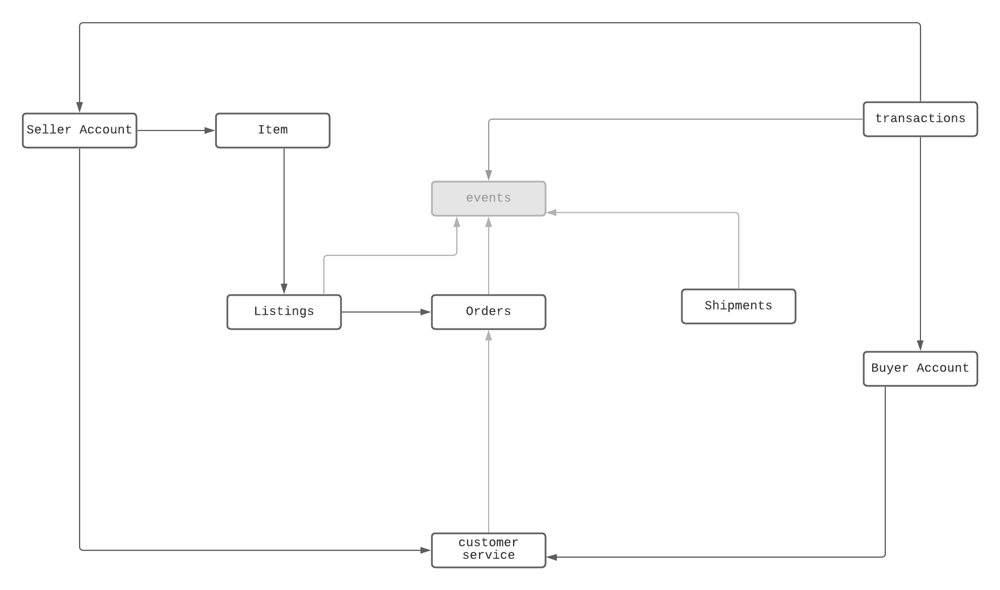 transactions
Seller Account
Item
events
Listings
Orders
Shipments
Buyer Account
customer
service